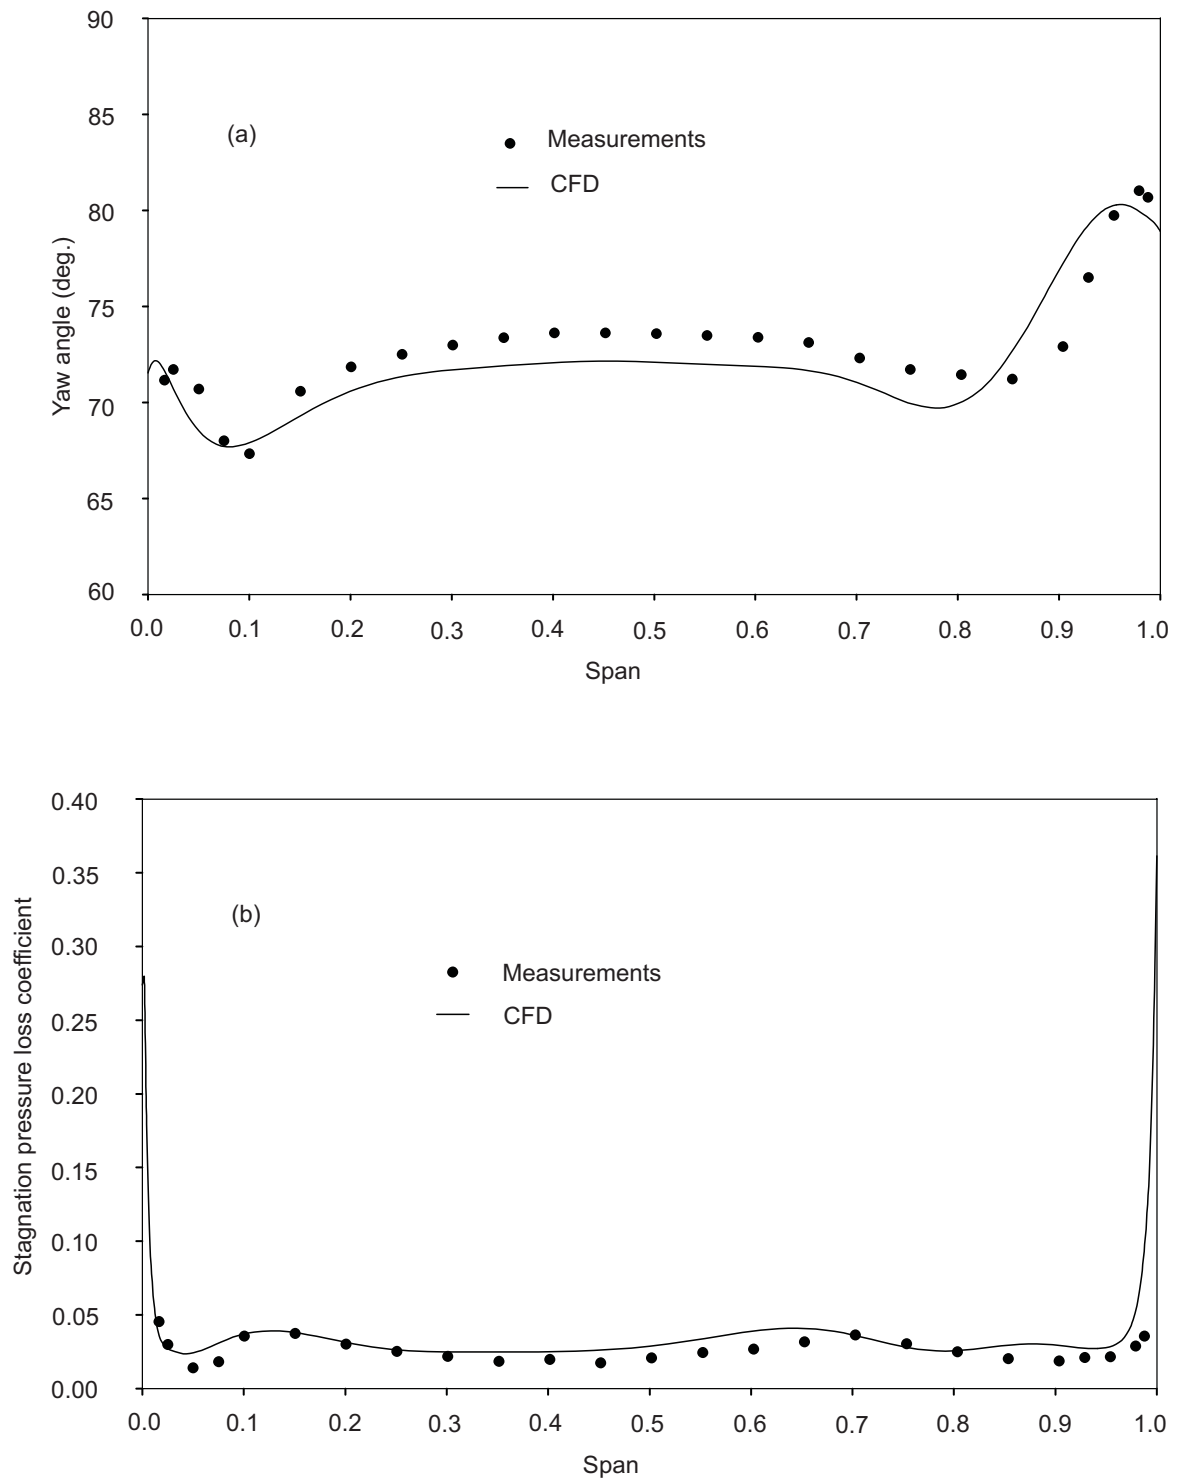 90
85
80
75
70
65
60
Yaw angle (deg.)
(a)
Measurements
CFD
0.0 0.1 0.2 0.3 0.4 0.5 0.6 0.7 0.8 0.9 1.0
Span
0.40
0.35
0.30
0.25
0.20
0.15
0.10
0.05
0.00
Stagnation pressure loss coefficient
(b)
Measurements
CFD
0.0 0.1 0.2 0.3 0.4 0.5 0.6 0.7 0.8 0.9 1.0
Span